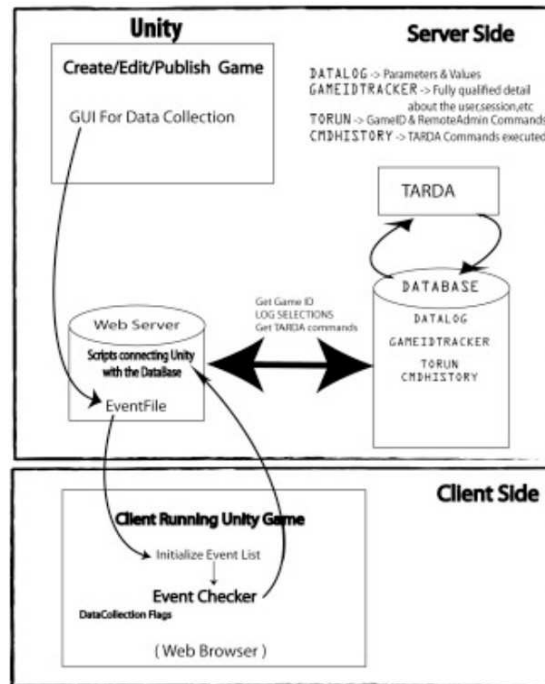 Unity
Server Side
Create/Edit/Publish Game
GUI For Data Collection
DATALOG -> Parameters & Values
GAMEIDTRACKER -> Fully qualified detail
about the user,session,etc
TORUN -> GameID & RemoteAdmin Commands
CMDHISTORY -> TARDA Commands executed
TARDA
DATABASE
DATALOG
GAMEIDTRACKER
TORUN
CMDHISTORY
Get Game ID
LOG SELECTIONS
Get TARDA commands
Web Server
Scripts connecting Unity
with the DataBase
EventFile
Client Side
Client Running Unity Game
Initialize Event List
Event Checker
DataCollection Flags
( Web Browser )